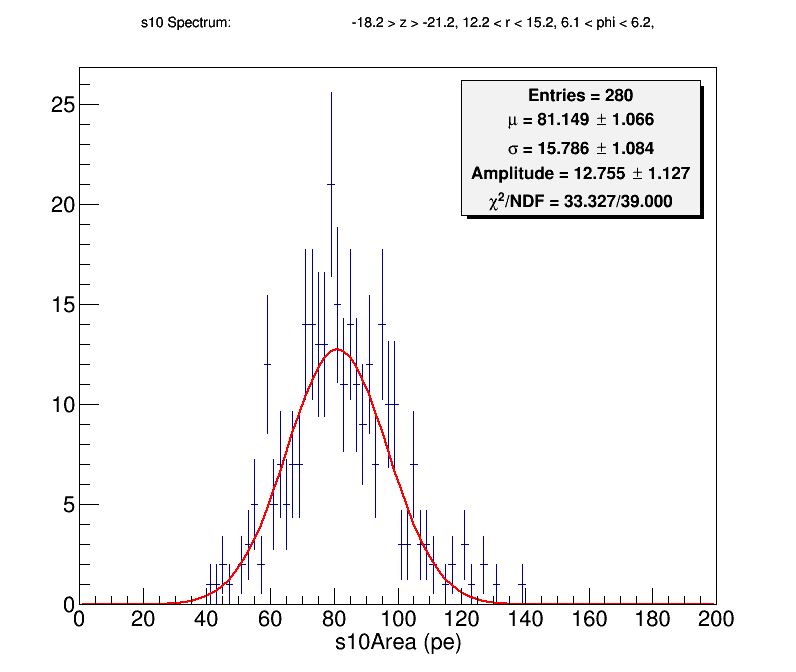 s10 Spectrum: -18.2 > z > -21.2, 12.2 < r < 15.2, 6.1 < phi < 6.2,
Entries = 280
μ = 81.149 ± 1.066
σ = 15.786 ± 1.084
Amplitude = 12.755 ± 1.127
χ²/NDF = 33.327/39.000
25
20
15
10
5
0
0 20 40 60 80 100 120 140 160 180 200
s10Area (pe)